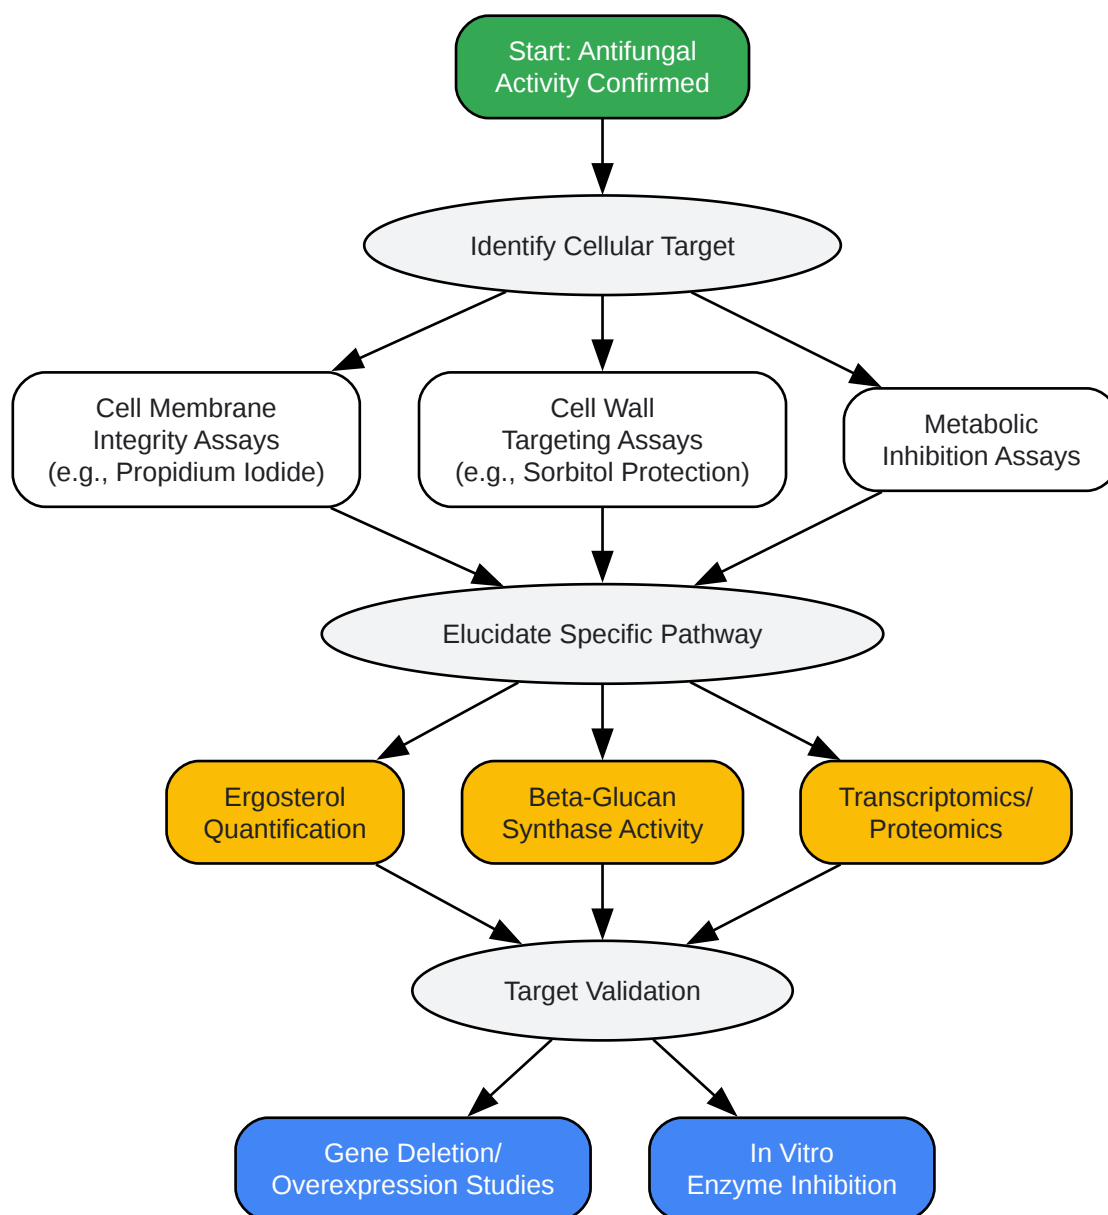 Start: Antifungal
Activity Confirmed
Identify Cellular Target
Cell Membrane
Integrity Assays
(e.g., Propidium Iodide)
Cell Wall
Targeting Assays
(e.g., Sorbitol Protection)
Metabolic
Inhibition Assays
Elucidate Specific Pathway
Ergosterol
Quantification
Beta-Glucan
Synthase Activity
Transcriptomics/
Proteomics
Target Validation
Gene Deletion/
Overexpression Studies
In Vitro
Enzyme Inhibition